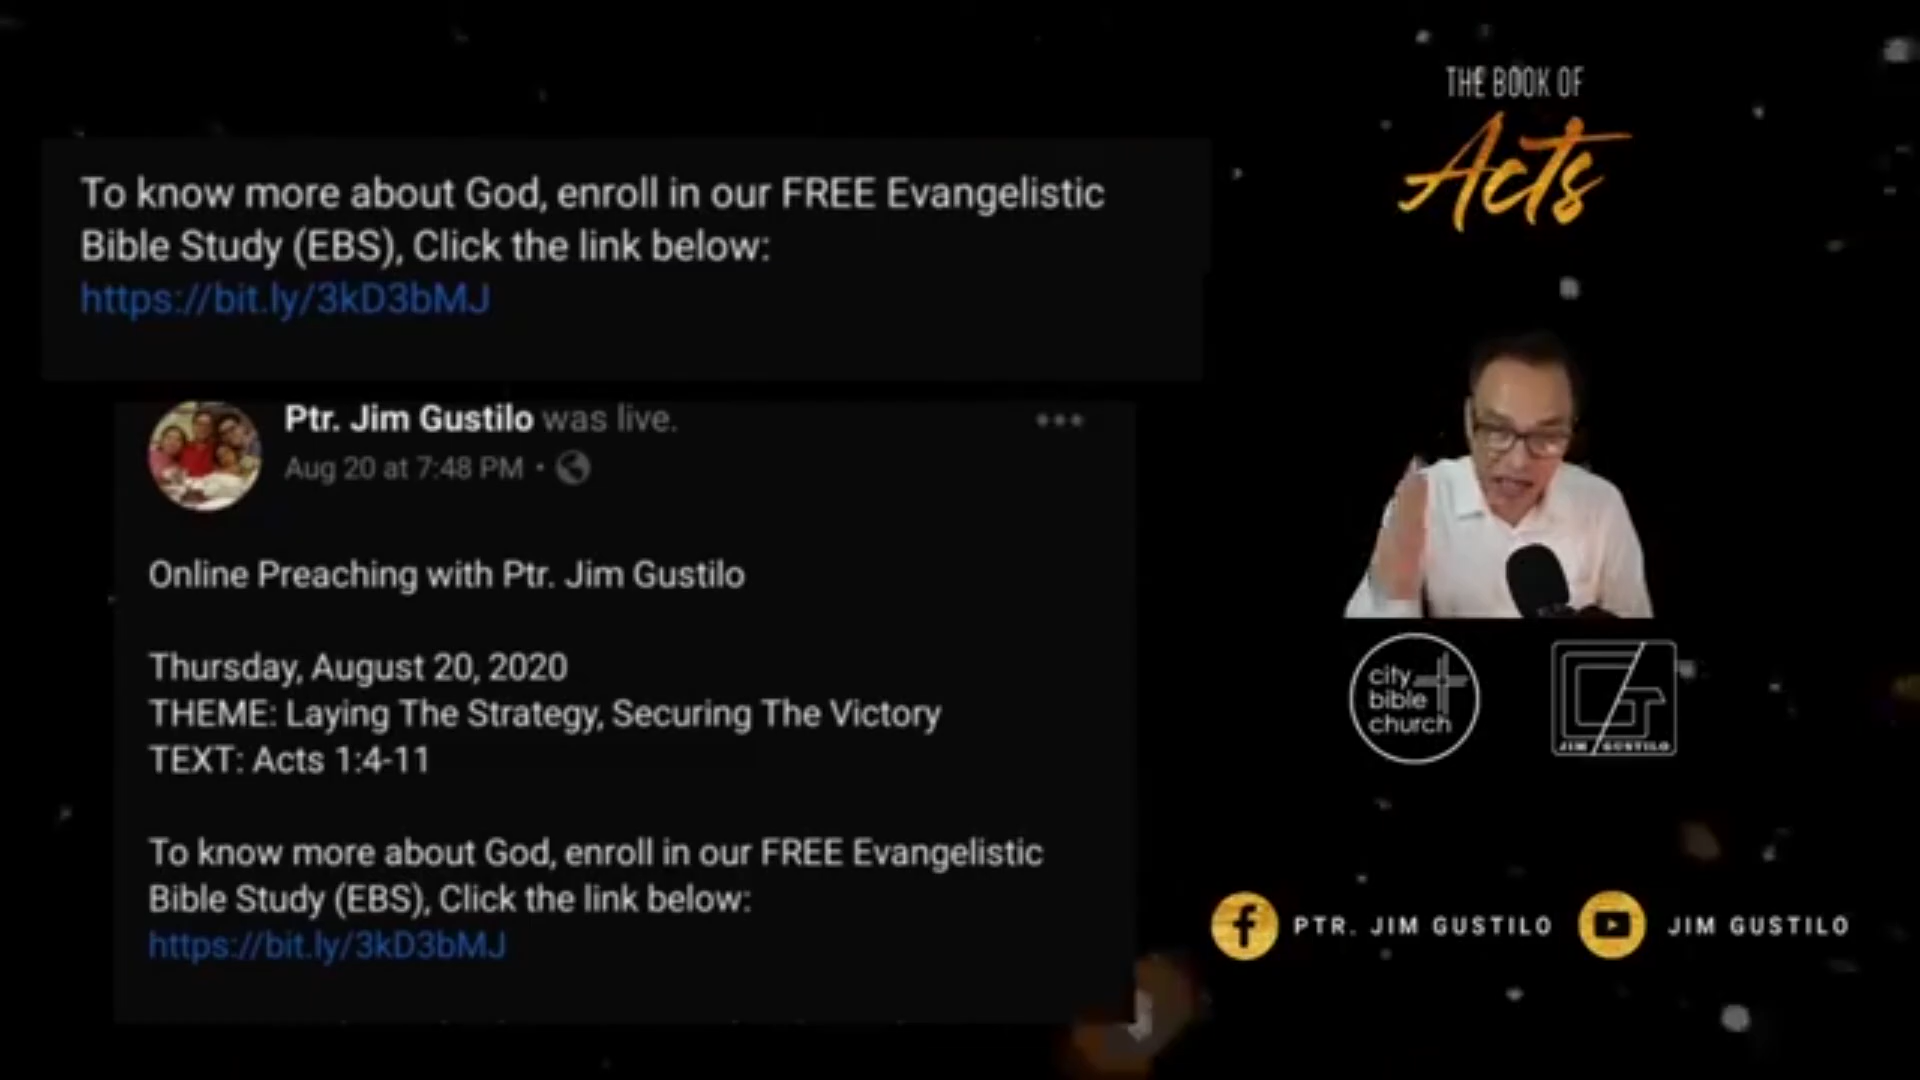 To know more about God, enroll in our FREE Evangelistic
Bible Study (EBS), Click the link below:
https://bit.ly/3kD3bMJ
Ptr. Jim Gustilo was live.
Aug 20 at 7:48 PM •
Online Preaching with Ptr. Jim Gustilo
Thursday, August 20, 2020
THEME: Laying The Strategy, Securing The Victory
TEXT: Acts 1:4-11
To know more about God, enroll in our FREE Evangelistic
Bible Study (EBS), Click the link below:
https://bit.ly/3kD3bMJ
THE BOOK OF
Acts
city
bible
church
JIM GUSTILO
PTR. JIM GUSTILO
JIM GUSTILO